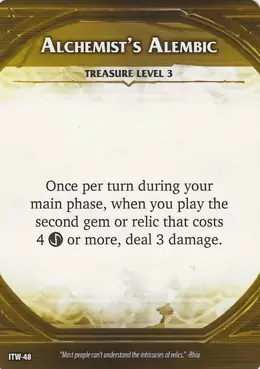 Alchemist's Alembic
TREASURE LEVEL 3
Once per turn during your
main phase, when you play the
second gem or relic that costs
4 or more, deal 3 damage.
ITW-48
"Most people can't understand the intricacies of relics." -Rhia